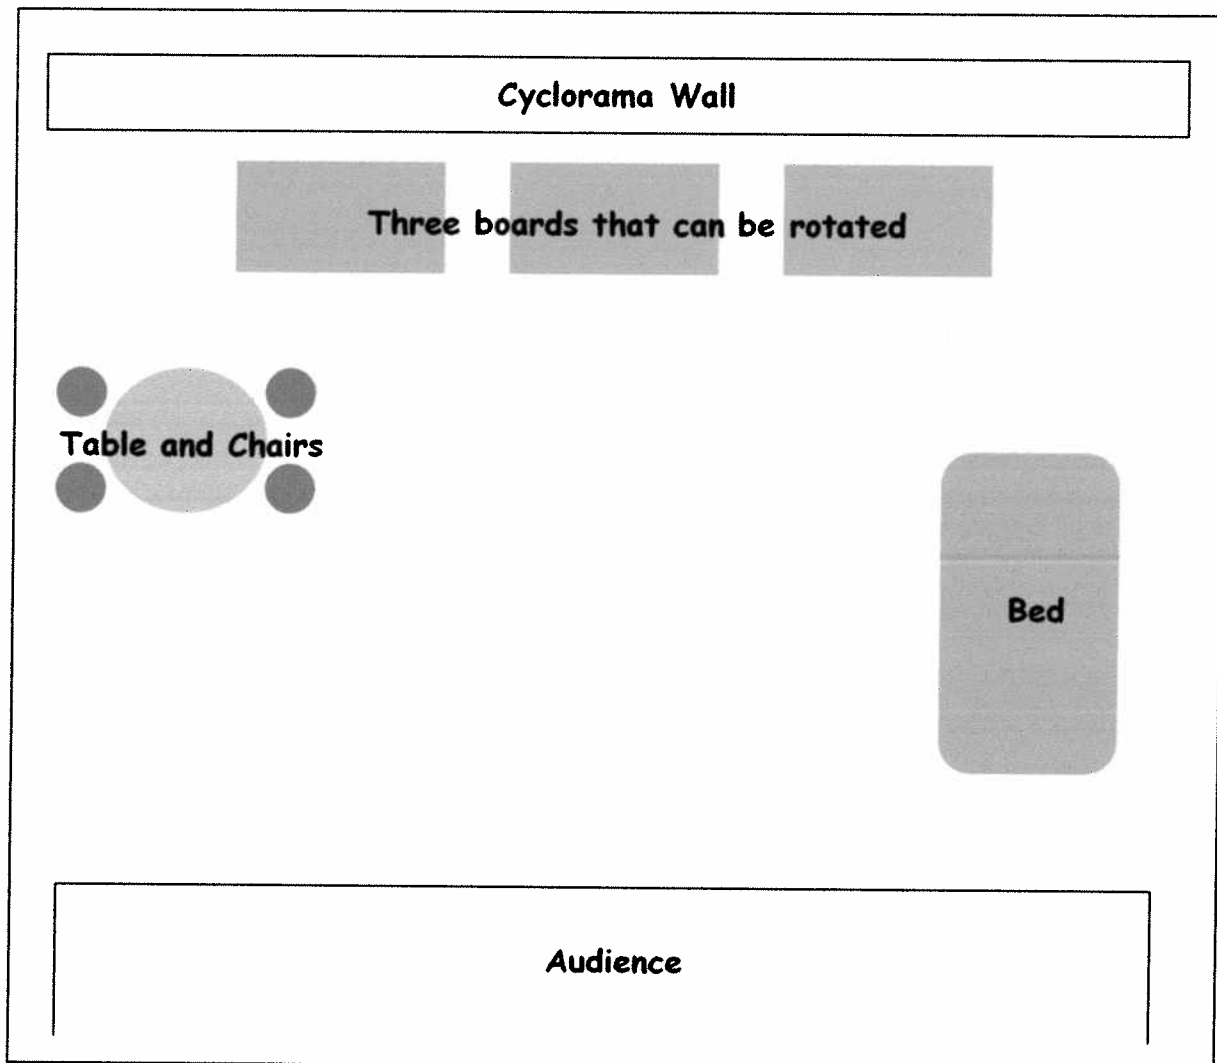 Cyclorama Wall
Three boards that can be rotated
Table and Chairs
Bed
Audience